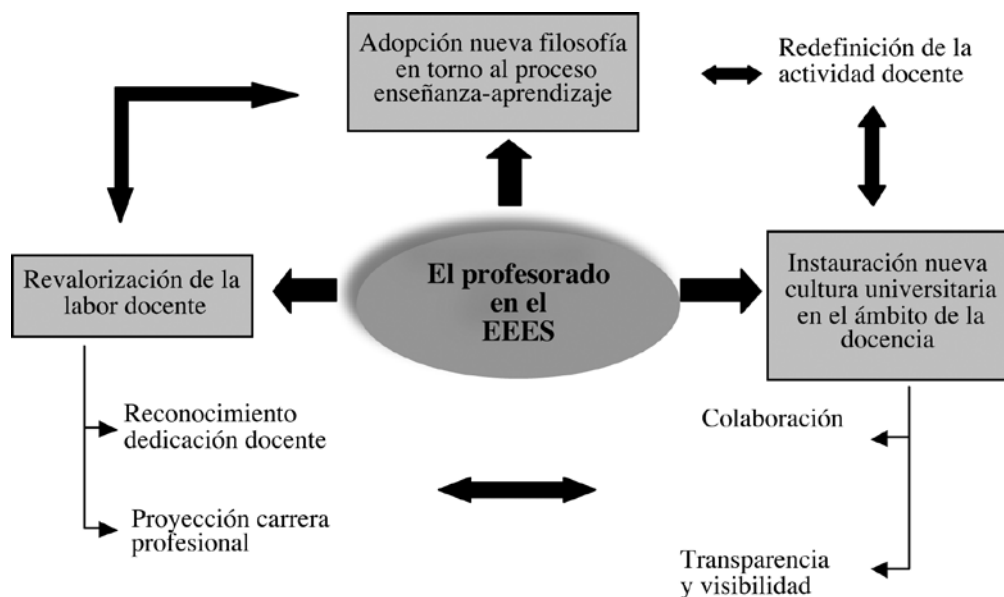 Adopción nueva filosofía
en torno al proceso
enseñanza-aprendizaje
Redefinición de la
actividad docente
Revalorización de la
labor docente
El profesorado
en el
EEES
Instauración nueva
cultura universitaria
en el ámbito de la
docencia
Reconocimiento
dedicación docente
Proyección carrera
profesional
Colaboración
Transparencia
y visibilidad